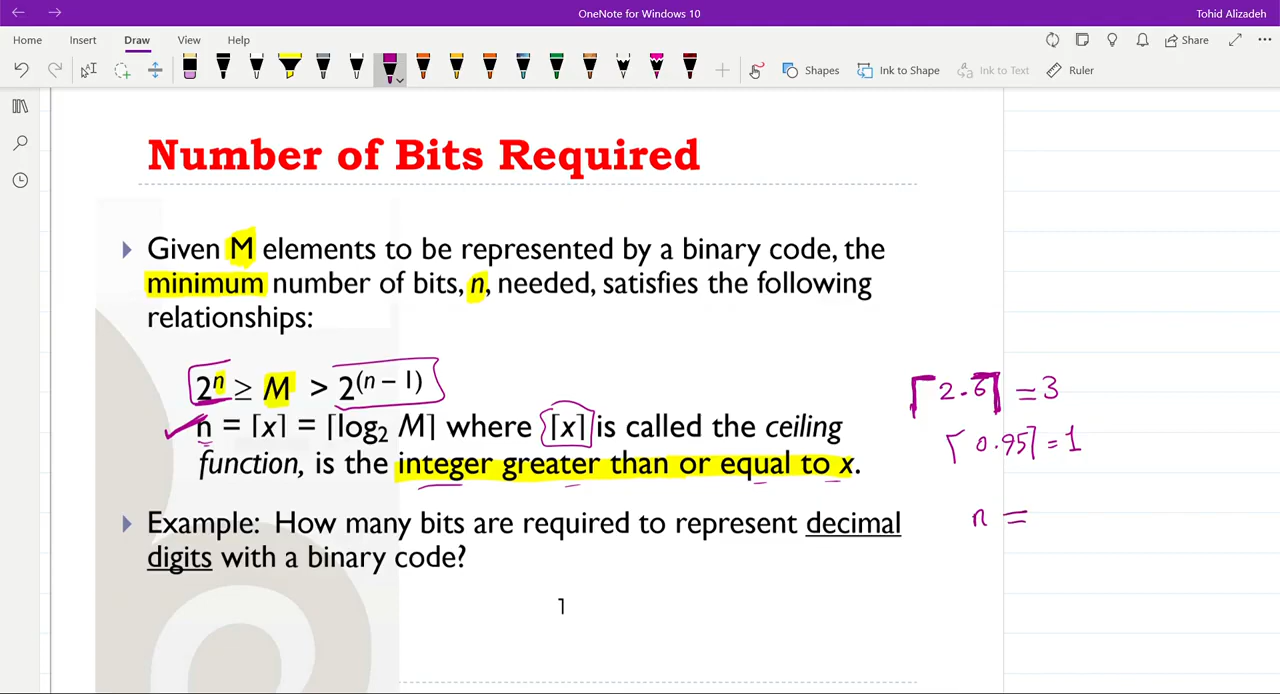 OneNote for Windows 10
Tohid Alizadeh
Home Insert Draw View Help
Share
Shapes Ink to Shape Ink to Text Ruler
Number of Bits Required
Given M elements to be represented by a binary code, the
minimum number of bits, n, needed, satisfies the following
relationships:
2ⁿ ≥ M > 2⁽ⁿ ⁻ ¹⁾
n = ⌈x⌉ = ⌈log₂ M⌉ where ⌈x⌉ is called the ceiling
function, is the integer greater than or equal to x.
⌈2.6⌉ = 3
⌈0.95⌉ = 1
n =
Example: How many bits are required to represent decimal
digits with a binary code?
1